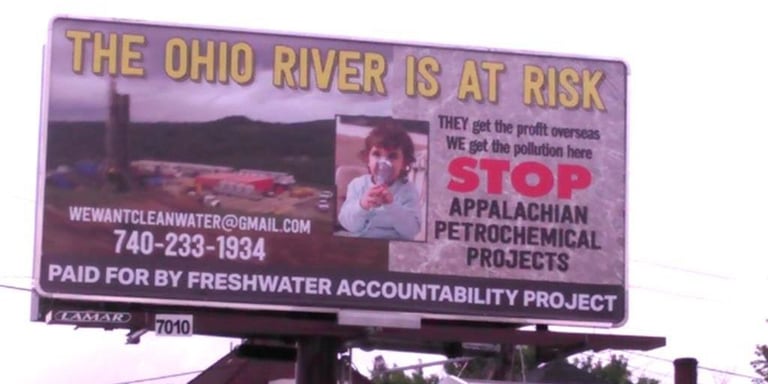 THE OHIO RIVER IS AT RISK
THEY get the profit overseas
WE get the pollution here
STOP
APPALACHIAN
PETROCHEMICAL
PROJECTS
WEWANTCLEANWATER@GMAIL.COM
740-233-1934
PAID FOR BY FRESHWATER ACCOUNTABILITY PROJECT
LAMAR
7010